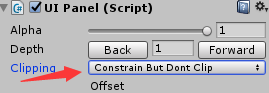 UI Panel (Script)
Alpha 1
Depth Back 1 Forward
Clipping Constrain But Dont Clip
Offset